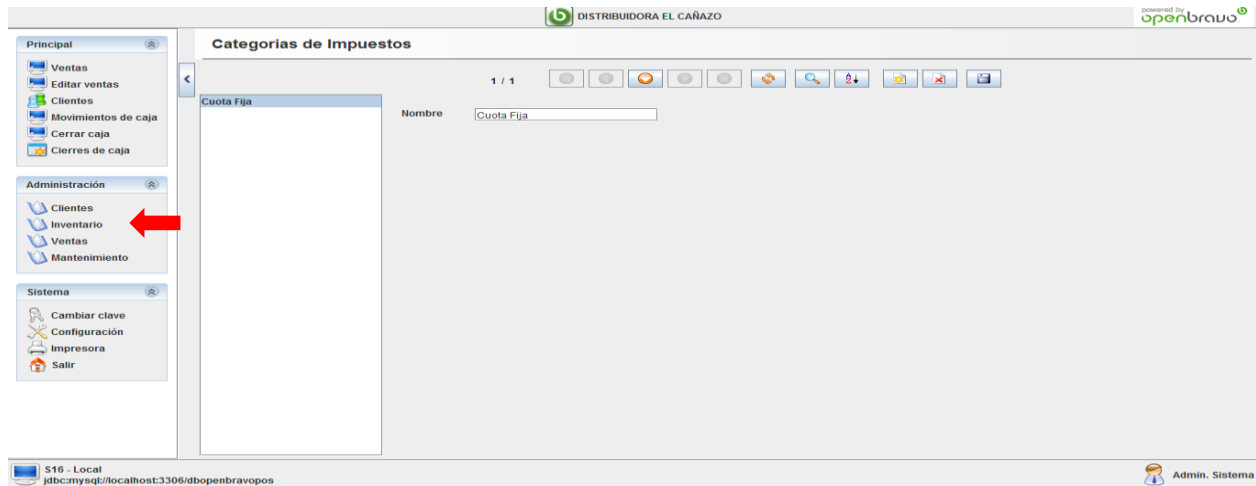 DISTRIBUIDORA EL CAÑAZO
powered by
openbravo
Principal
Ventas
Editar ventas
Clientes
Movimientos de caja
Cerrar caja
Cierres de caja
Administración
Clientes
Inventario
Ventas
Mantenimiento
Sistema
Cambiar clave
Configuración
Impresora
Salir
Categorias de Impuestos
1 / 1
Cuota Fija
Nombre
Cuota Fija
S16 - Local
jdbc:mysql://localhost:3306/dbopenbravopos
Admin. Sistema